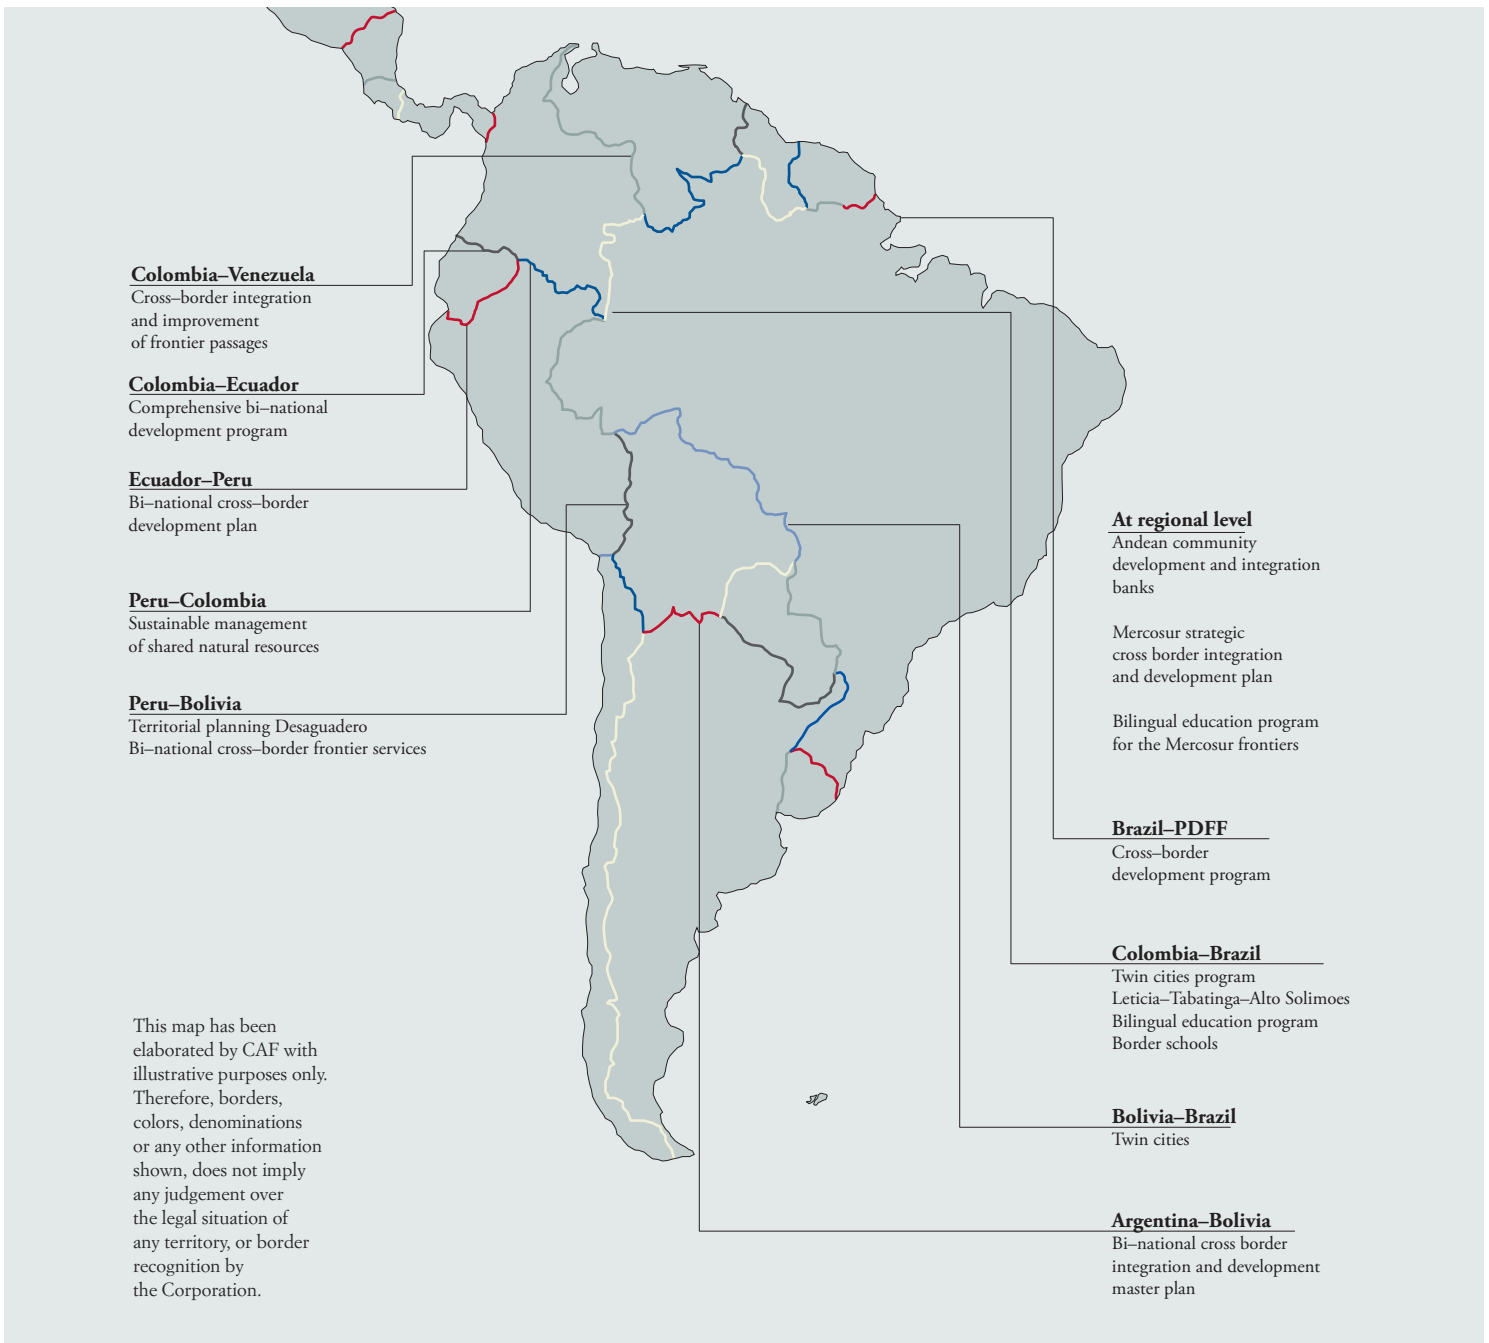 Colombia–Venezuela
Cross–border integration
and improvement
of frontier passages
Colombia–Ecuador
Comprehensive bi–national
development program
Ecuador–Peru
Bi–national cross–border
development plan
Peru–Colombia
Sustainable management
of shared natural resources
Peru–Bolivia
Territorial planning Desaguadero
Bi–national cross–border frontier services
This map has been
elaborated by CAF with
illustrative purposes only.
Therefore, borders,
colors, denominations
or any other information
shown, does not imply
any judgement over
the legal situation of
any territory, or border
recognition by
the Corporation.
At regional level
Andean community
development and integration
banks
Mercosur strategic
cross border integration
and development plan
Bilingual education program
for the Mercosur frontiers
Brazil–PDFF
Cross–border
development program
Colombia–Brazil
Twin cities program
Leticia–Tabatinga–Alto Solimoes
Bilingual education program
Border schools
Bolivia–Brazil
Twin cities
Argentina–Bolivia
Bi–national cross border
integration and development
master plan